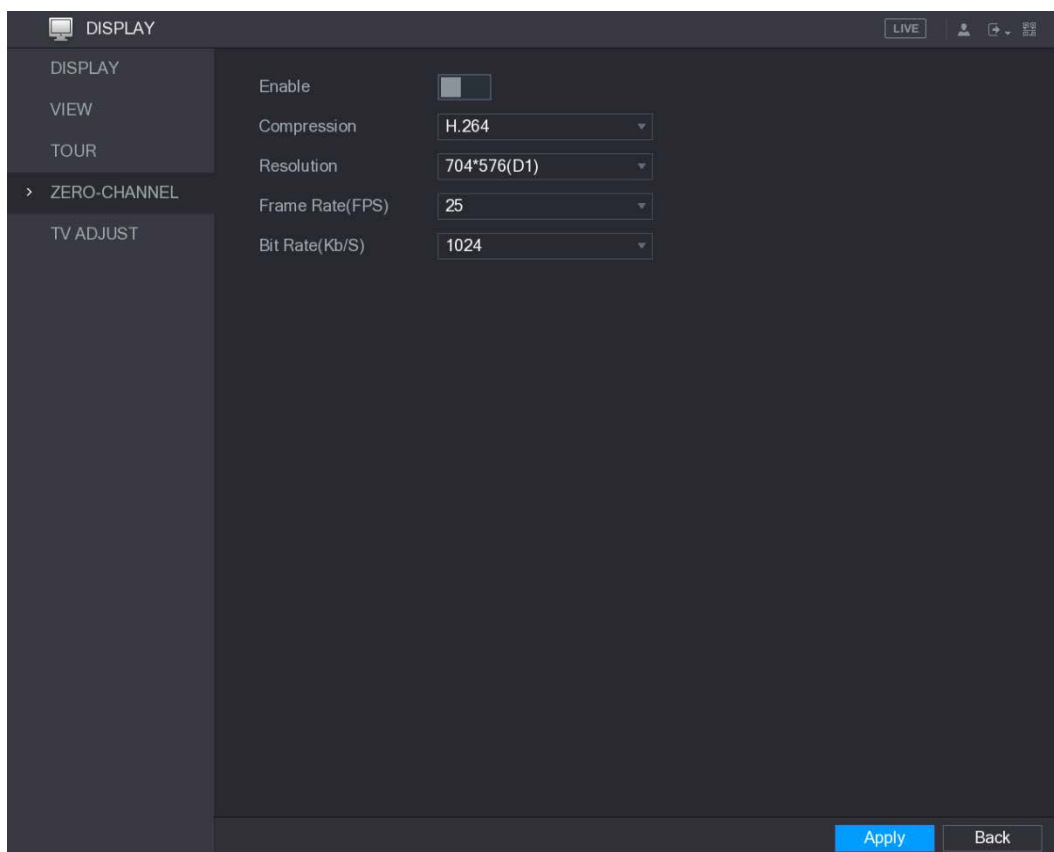 DISPLAY
LIVE
DISPLAY
VIEW
TOUR
> ZERO-CHANNEL
TV ADJUST
Enable
Compression H.264
Resolution 704*576(D1)
Frame Rate(FPS) 25
Bit Rate(Kb/S) 1024
Apply Back